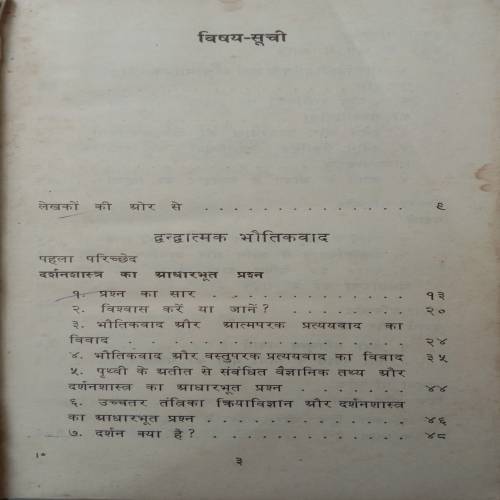 विषय-सूची
लेखकों की ओर से . . . . . . . . . . . . . . . ९
द्वन्द्वात्मक भौतिकवाद
पहला परिच्छेद
दर्शनशास्त्र का आधारभूत प्रश्न
१. प्रश्न का सार . . . . . . . . . . . . . १३
२. विश्वास करें या जानें? . . . . . . . . . २०
३. भौतिकवाद और आत्मपरक प्रत्ययवाद का
विवाद . . . . . . . . . . . . . . . . . २४
४. भौतिकवाद और वस्तुपरक प्रत्ययवाद का विवाद ३५
५. पृथ्वी के अतीत से संबंधित वैज्ञानिक तथ्य और
दर्शनशास्त्र का आधारभूत प्रश्न . . . . . . . ४४
६. उच्चतर तंत्रिका क्रियाविज्ञान और दर्शनशास्त्र
का आधारभूत प्रश्न . . . . . . . . . . . . ४६
७. दर्शन क्या है? . . . . . . . . . . . . . ४८
३